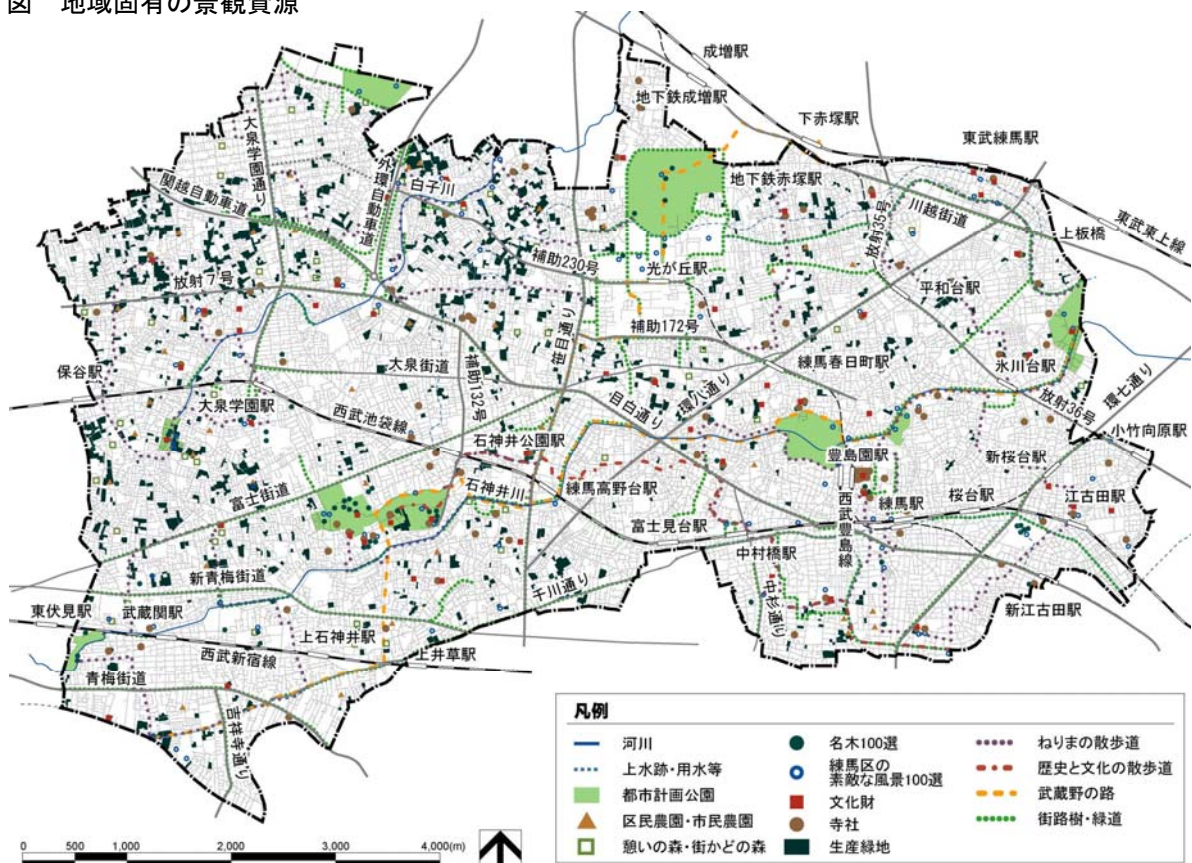 図 地域固有の景観資源
成増駅
地下鉄成増駅
下赤塚駅
東武練馬駅
大泉学園通り
外環自動車道
白子川
関越自動車道
地下鉄赤塚駅
放射35号
川越街道
上板橋
東武東上線
放射7号
補助230号
光が丘駅
平和台駅
笹目通り
補助172号
保谷駅
大泉街道
補助132号
練馬春日町駅
氷川台駅
大泉学園駅
西武池袋線
目白通り
環八通り
放射36号
環七通り
石神井公園駅
豊島園駅
小竹向原駅
富士街道
石神井川
練馬高野台駅
新桜台駅
西武豊島線
練馬駅
桜台駅
江古田駅
富士見台駅
中村橋駅
新青梅街道
千川通り
中杉通り
東伏見駅
武蔵関駅
新江古田駅
上石神井駅
西武新宿線
上井草駅
青梅街道
吉祥寺通り
凡例
河川
上水跡・用水等
都市計画公園
区民農園・市民農園
憩いの森・街かどの森
名木100選
練馬区の
素敵な風景100選
文化財
寺社
生産緑地
ねりまの散歩道
歴史と文化の散歩道
武蔵野の路
街路樹・緑道
0 500 1,000 2,000 3,000 4,000(m)